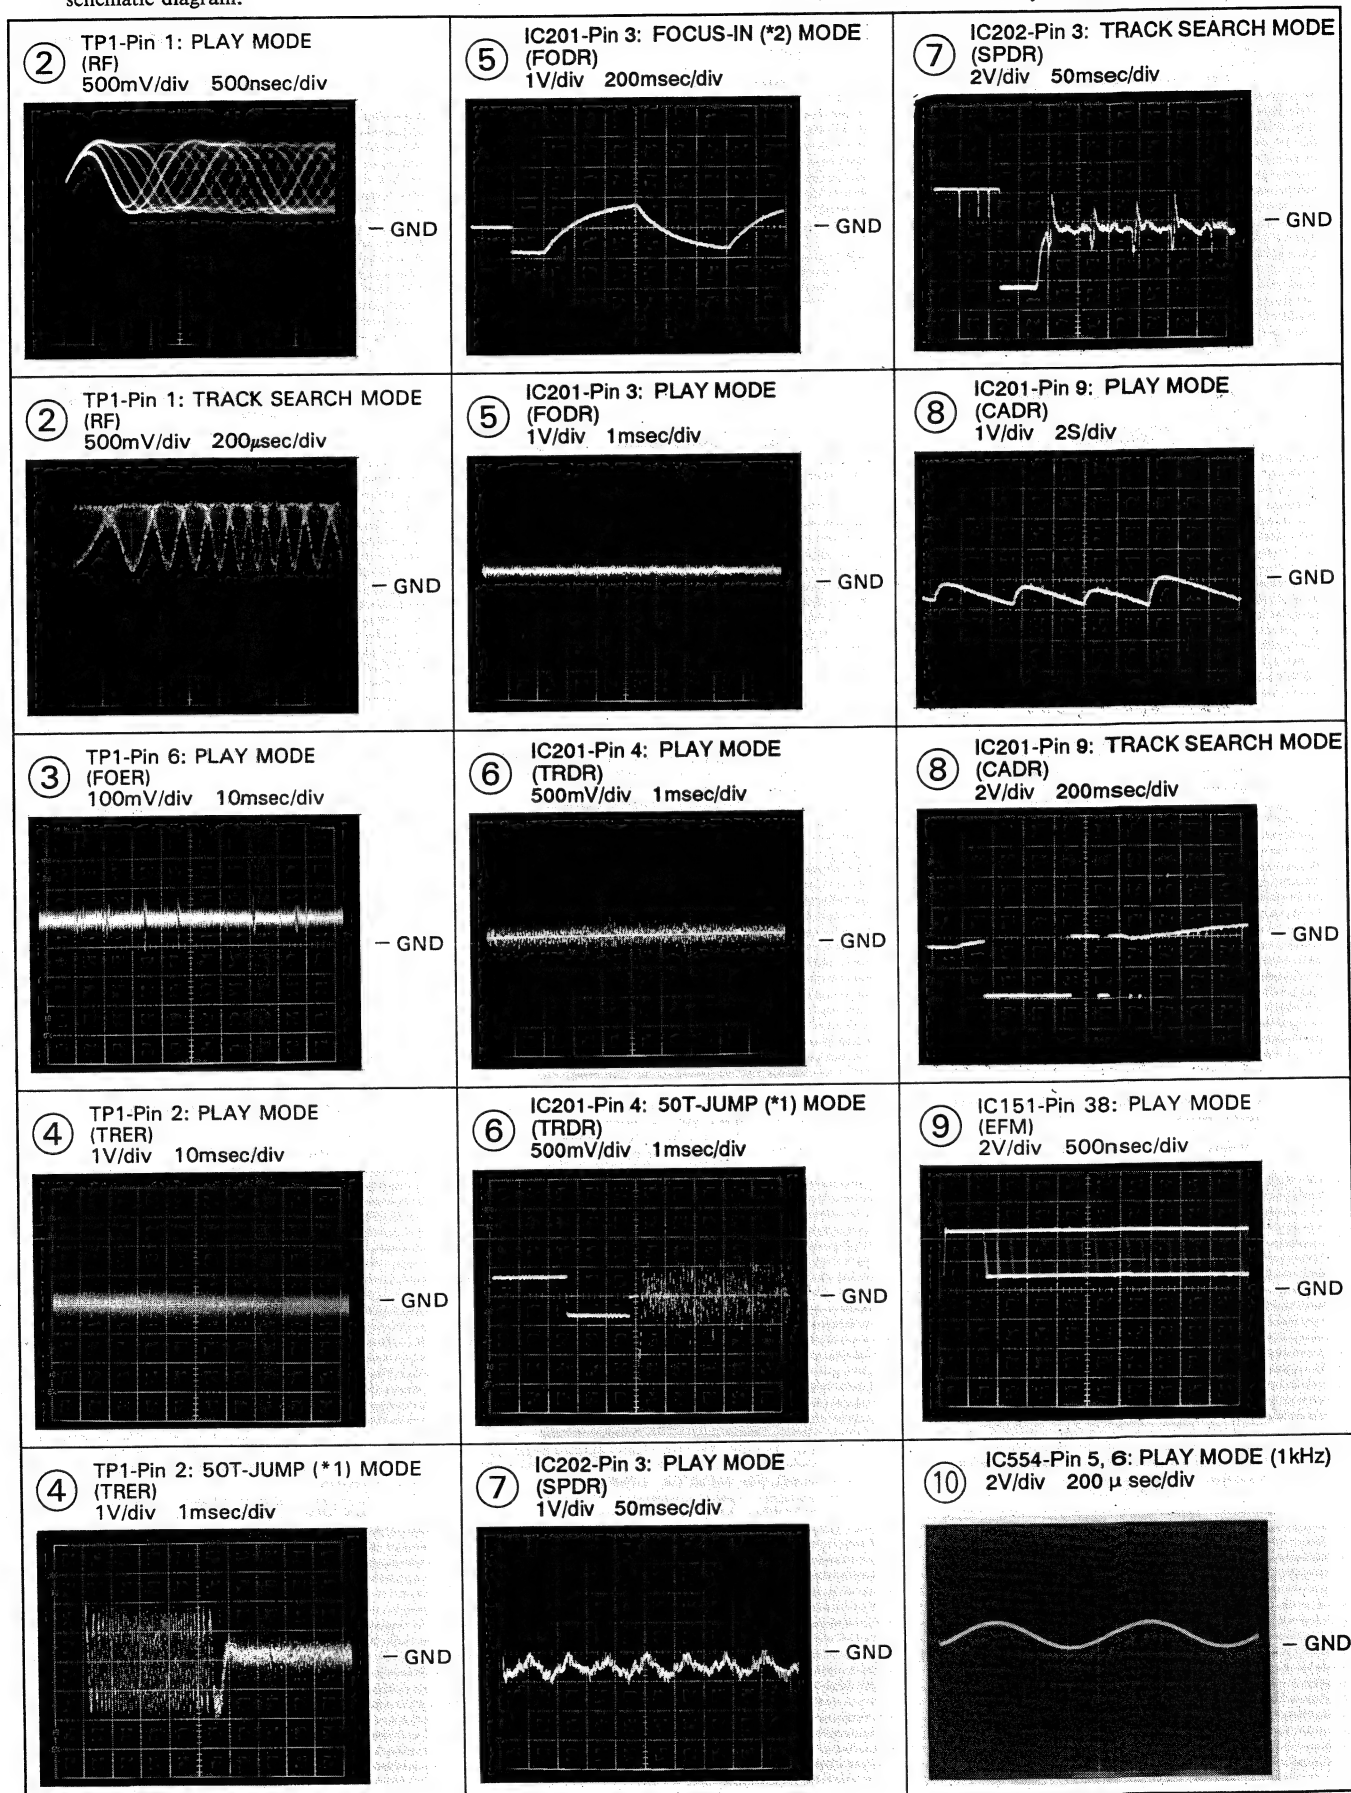 schematic diagram.
② TP1-Pin 1: PLAY MODE
(RF)
500mV/div 500nsec/div
– GND
⑤ IC201-Pin 3: FOCUS-IN (*2) MODE
(FODR)
1V/div 200msec/div
– GND
⑦ IC202-Pin 3: TRACK SEARCH MODE
(SPDR)
2V/div 50msec/div
– GND
② TP1-Pin 1: TRACK SEARCH MODE
(RF)
500mV/div 200μsec/div
– GND
⑤ IC201-Pin 3: PLAY MODE
(FODR)
1V/div 1msec/div
– GND
⑧ IC201-Pin 9: PLAY MODE
(CADR)
1V/div 2S/div
– GND
③ TP1-Pin 6: PLAY MODE
(FOER)
100mV/div 10msec/div
– GND
⑥ IC201-Pin 4: PLAY MODE
(TRDR)
500mV/div 1msec/div
– GND
⑧ IC201-Pin 9: TRACK SEARCH MODE
(CADR)
2V/div 200msec/div
– GND
④ TP1-Pin 2: PLAY MODE
(TRER)
1V/div 10msec/div
– GND
⑥ IC201-Pin 4: 50T-JUMP (*1) MODE
(TRDR)
500mV/div 1msec/div
– GND
⑨ IC151-Pin 38: PLAY MODE
(EFM)
2V/div 500nsec/div
– GND
④ TP1-Pin 2: 50T-JUMP (*1) MODE
(TRER)
1V/div 1msec/div
– GND
⑦ IC202-Pin 3: PLAY MODE
(SPDR)
1V/div 50msec/div
– GND
⑩ IC554-Pin 5, 6: PLAY MODE (1kHz)
2V/div 200 μ sec/div
– GND